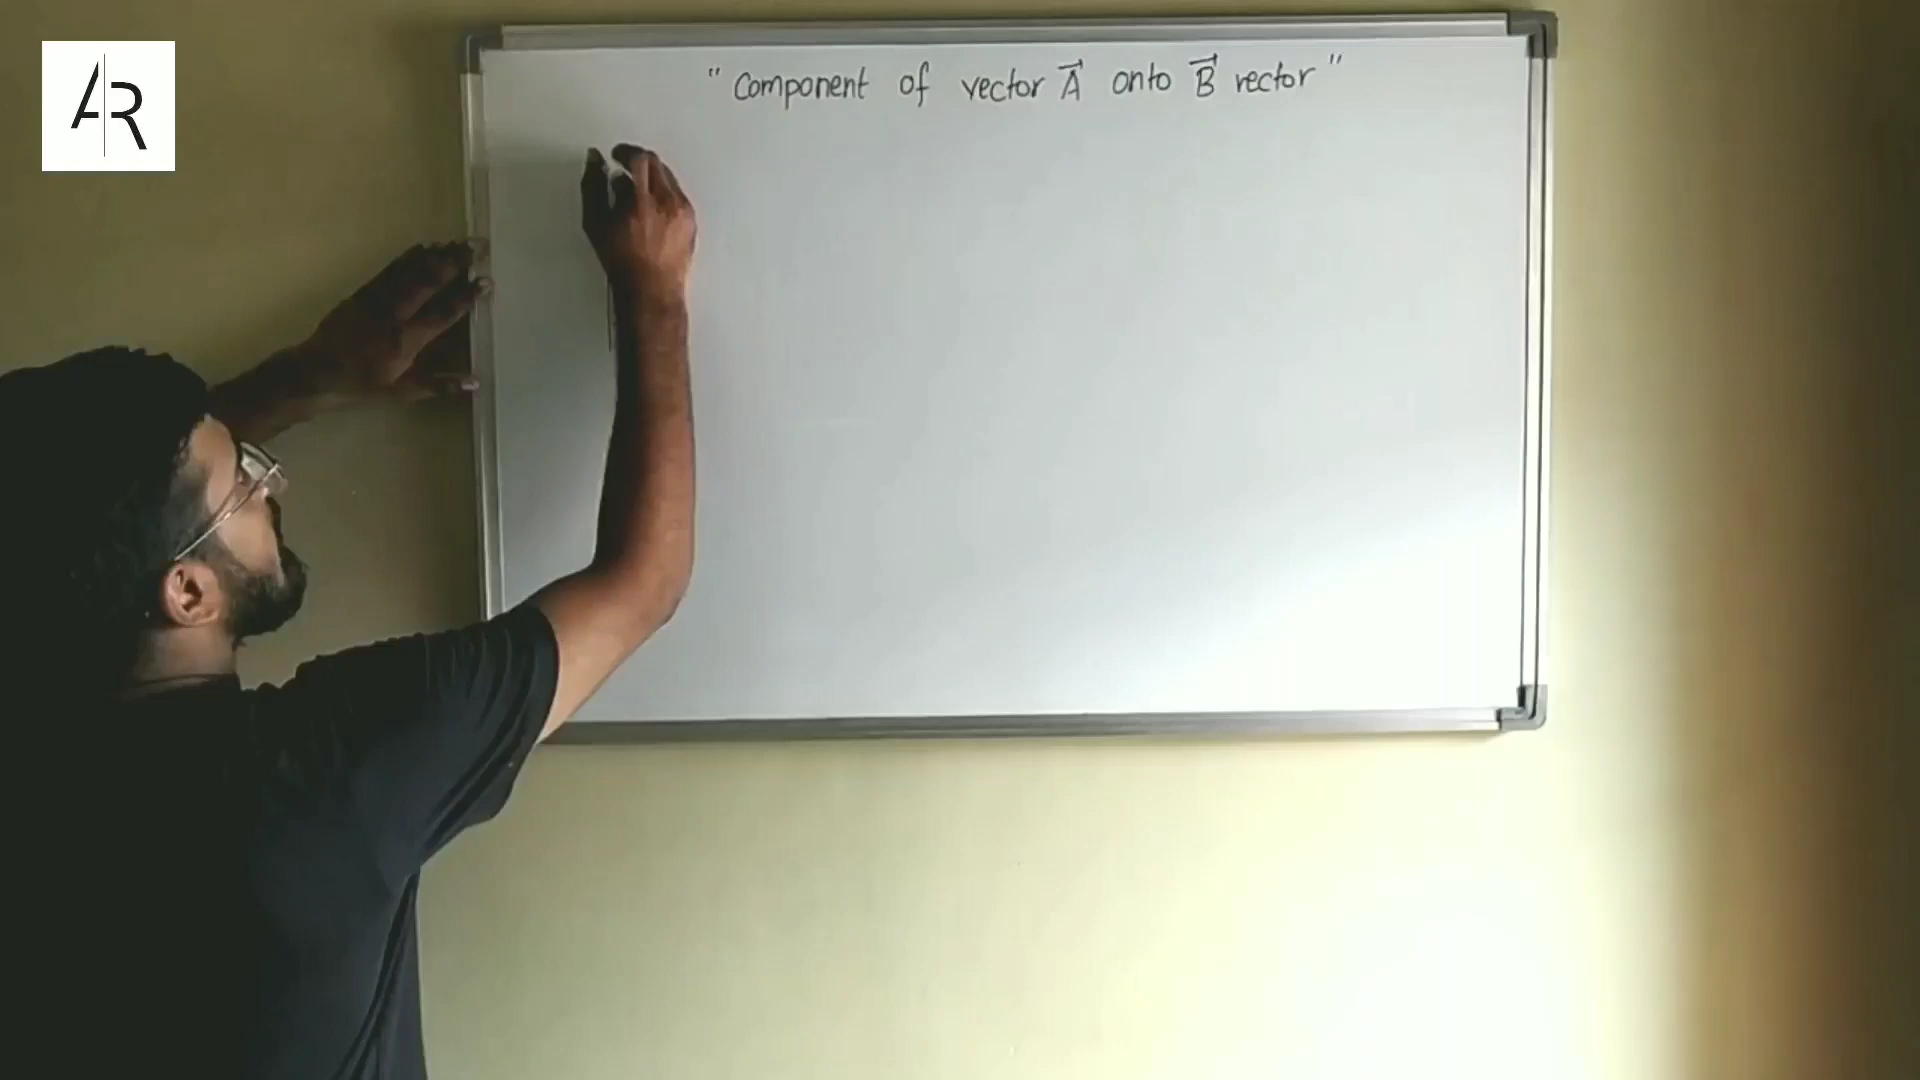 AR
"Component of vector A⃗ onto B⃗ vector"